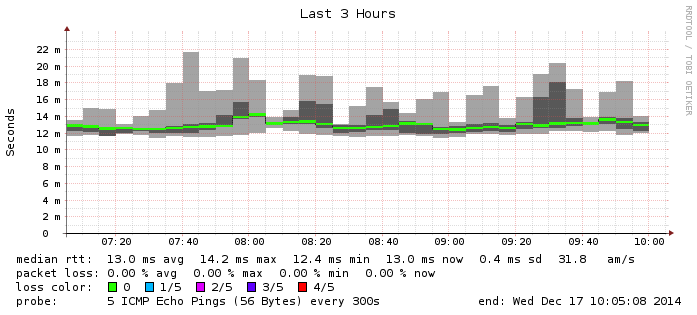 Last 3 Hours
RRDTOOL / TOBI OETIKER
Seconds
22 m
20 m
18 m
16 m
14 m
12 m
10 m
8 m
6 m
4 m
2 m
0
07:20 07:40 08:00 08:20 08:40 09:00 09:20 09:40 10:00
median rtt: 13.0 ms avg 14.2 ms max 12.4 ms min 13.0 ms now 0.4 ms sd 31.8 am/s
packet loss: 0.00 % avg 0.00 % max 0.00 % min 0.00 % now
loss color: 0 1/5 2/5 3/5 4/5
probe: 5 ICMP Echo Pings (56 Bytes) every 300s end: Wed Dec 17 10:05:08 2014